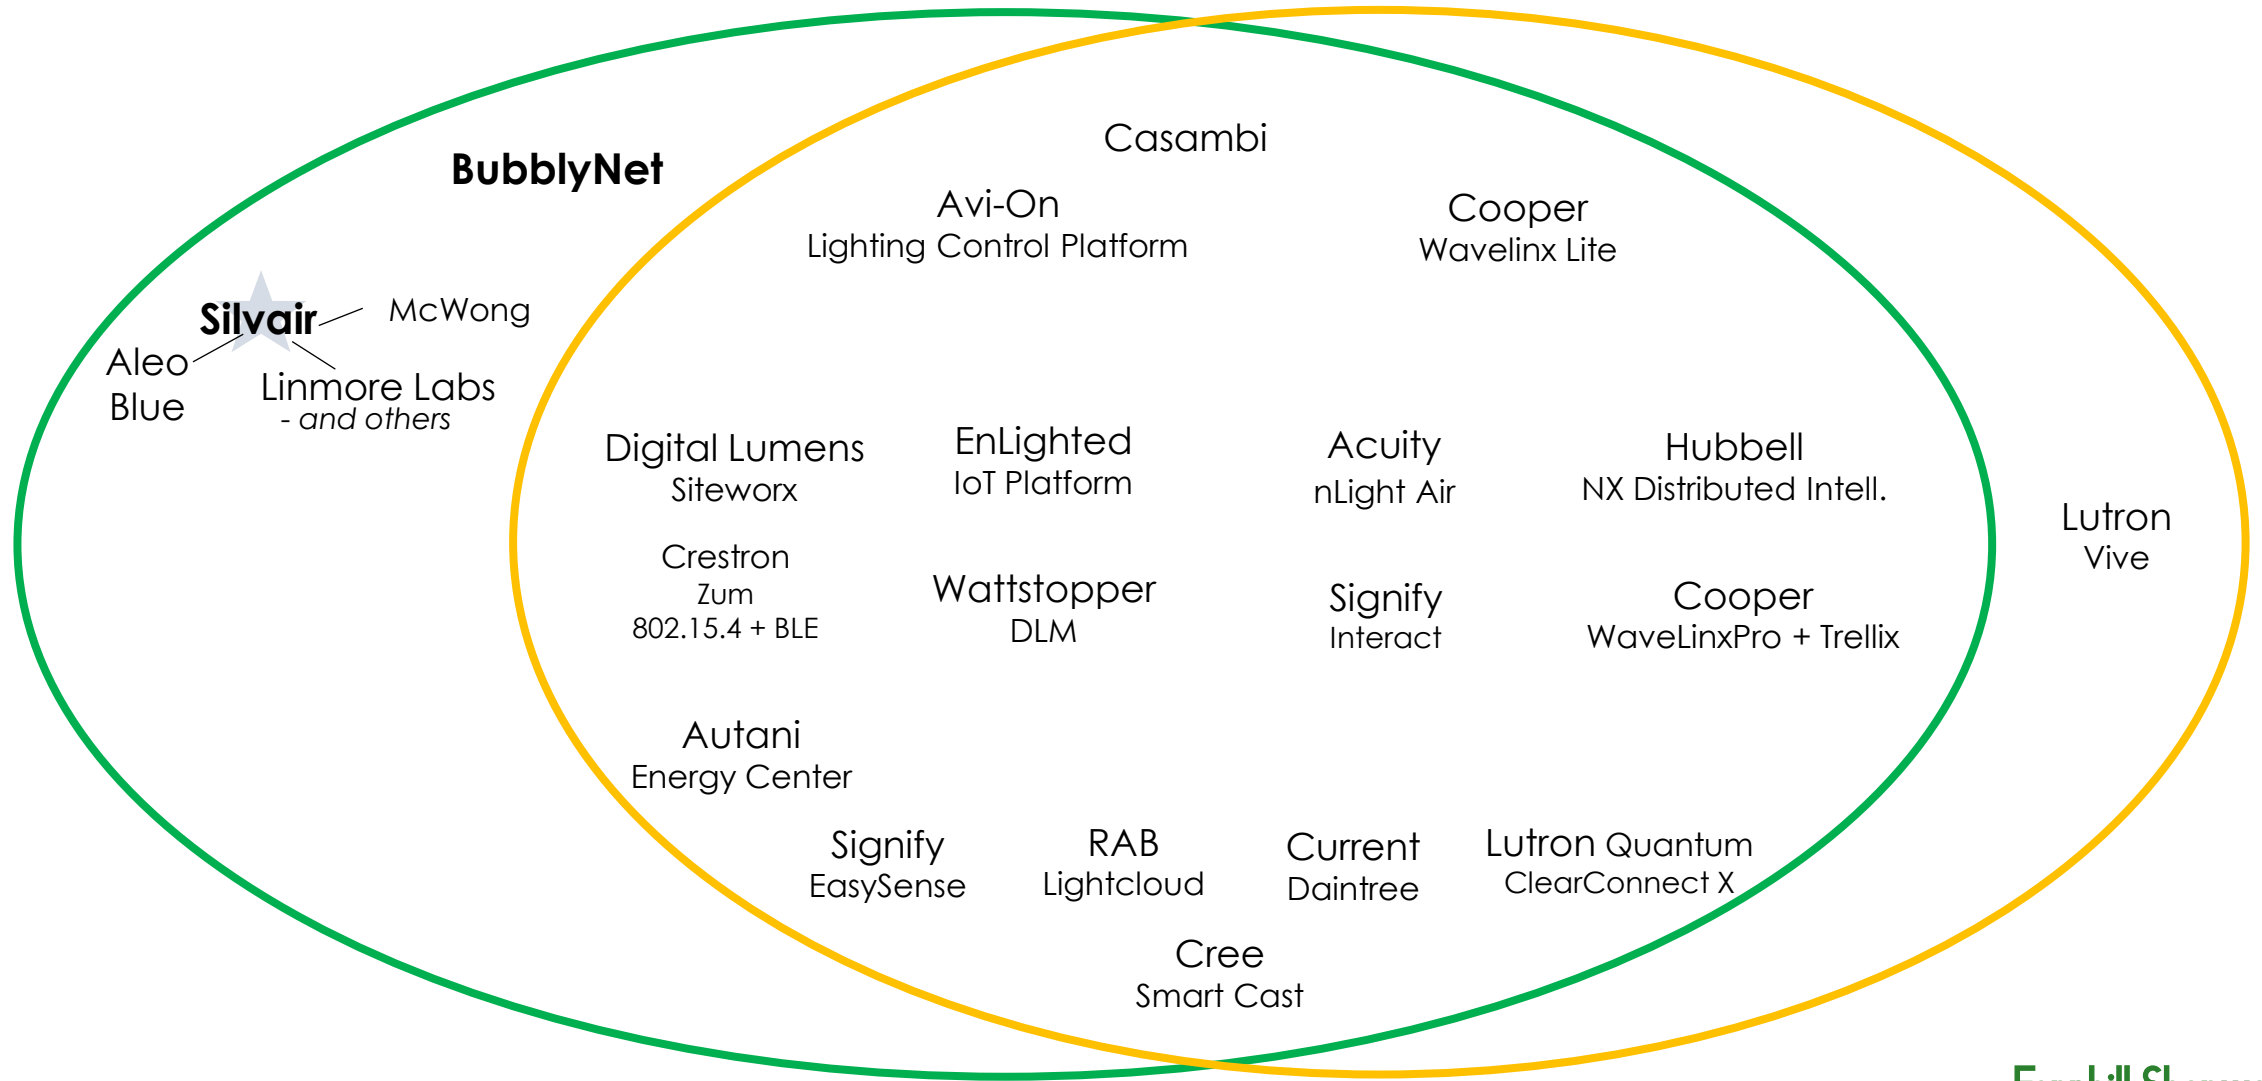 Casambi
BubblyNet
Avi-On
Lighting Control Platform
Cooper
Wavelinx Lite
Silvair
McWong
Aleo
Blue
Linmore Labs
- and others
Digital Lumens
Siteworx
EnLighted
IoT Platform
Acuity
nLight Air
Hubbell
NX Distributed Intell.
Lutron
Vive
Crestron
Zum
802.15.4 + BLE
Wattstopper
DLM
Signify
Interact
Cooper
WaveLinxPro + Trellix
Autani
Energy Center
Signify
EasySense
RAB
Lightcloud
Current
Daintree
Lutron Quantum
ClearConnect X
Cree
Smart Cast